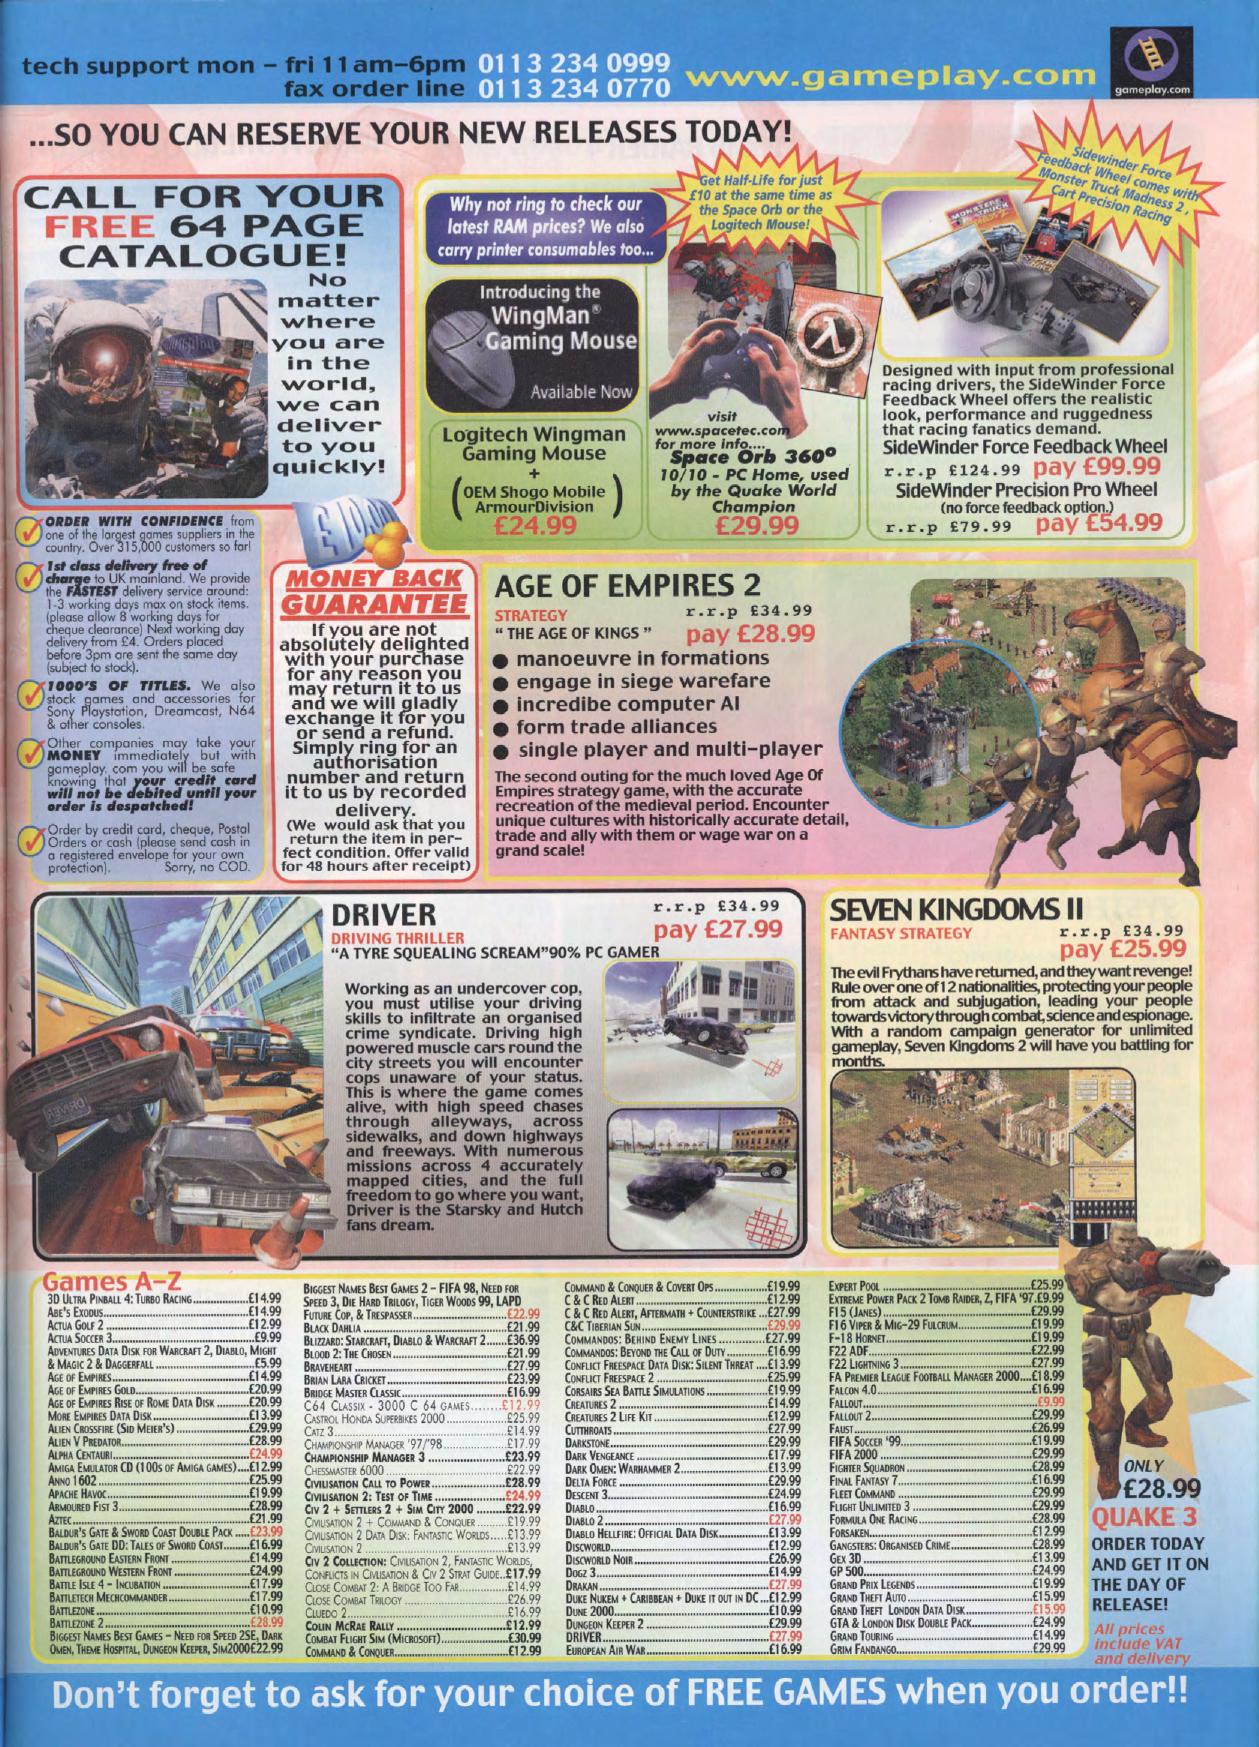 tech support mon – fri 11am–6pm 0113 234 0999
fax order line 0113 234 0770
www.gameplay.com
gameplay.com
...SO YOU CAN RESERVE YOUR NEW RELEASES TODAY!
CALL FOR YOUR
FREE 64 PAGE
CATALOGUE!
No
matter
where
you are
in the
world,
we can
deliver
to you
quickly!
Why not ring to check our
latest RAM prices? We also
carry printer consumables too...
Introducing the
WingMan®
Gaming Mouse
Available Now
Logitech Wingman
Gaming Mouse
+
(OEM Shogo Mobile
ArmourDivision)
£24.99
Get Half-Life for just
£10 at the same time as
the Space Orb or the
Logitech Mouse!
visit
www.spacetec.com
for more info....
Space Orb 360º
10/10 - PC Home, used
by the Quake World
Champion
£29.99
Sidewinder Force
Feedback Wheel comes with
Monster Truck Madness 2,
Cart Precision Racing
Designed with input from professional
racing drivers, the SideWinder Force
Feedback Wheel offers the realistic
look, performance and ruggedness
that racing fanatics demand.
SideWinder Force Feedback Wheel
r.r.p £124.99 pay £99.99
SideWinder Precision Pro Wheel
(no force feedback option.)
r.r.p £79.99 pay £54.99
ORDER WITH CONFIDENCE from
one of the largest games suppliers in the
country. Over 315,000 customers so far!
1st class delivery free of
charge to UK mainland. We provide
the FASTEST delivery service around:
1-3 working days max on stock items.
(please allow 8 working days for
cheque clearance) Next working day
delivery from £4. Orders placed
before 3pm are sent the same day
(subject to stock).
1000'S OF TITLES. We also
stock games and accessories for
Sony Playstation, Dreamcast, N64
& other consoles.
Other companies may take your
MONEY immediately but with
gameplay. com you will be safe
knowing that your credit card
will not be debited until your
order is despatched!
Order by credit card, cheque, Postal
Orders or cash (please send cash in
a registered envelope for your own
protection). Sorry, no COD.
MONEY BACK
GUARANTEE
If you are not
absolutely delighted
with your purchase
for any reason you
may return it to us
and we will gladly
exchange it for you
or send a refund.
Simply ring for an
authorisation
number and return
it to us by recorded
delivery.
(We would ask that you
return the item in per–
fect condition. Offer valid
for 48 hours after receipt)
AGE OF EMPIRES 2
STRATEGY r.r.p £34.99
" THE AGE OF KINGS " pay £28.99
● manoeuvre in formations
● engage in siege warefare
● incredibe computer AI
● form trade alliances
● single player and multi–player
The second outing for the much loved Age Of
Empires strategy game, with the accurate
recreation of the medieval period. Encounter
unique cultures with historically accurate detail,
trade and ally with them or wage war on a
grand scale!
DRIVER r.r.p £34.99
DRIVING THRILLER pay £27.99
"A TYRE SQUEALING SCREAM"90% PC GAMER
Working as an undercover cop,
you must utilise your driving
skills to infiltrate an organised
crime syndicate. Driving high
powered muscle cars round the
city streets you will encounter
cops unaware of your status.
This is where the game comes
alive, with high speed chases
through alleyways, across
sidewalks, and down highways
and freeways. With numerous
missions across 4 accurately
mapped cities, and the full
freedom to go where you want,
Driver is the Starsky and Hutch
fans dream.
SEVEN KINGDOMS II
FANTASY STRATEGY r.r.p £34.99
pay £25.99
The evil Frythans have returned, and they want revenge!
Rule over one of 12 nationalities, protecting your people
from attack and subjugation, leading your people
towards victory through combat, science and espionage.
With a random campaign generator for unlimited
gameplay, Seven Kingdoms 2 will have you battling for
months.
Games A–Z
3D ULTRA PINBALL 4: TURBO RACING £14.99
ABE'S EXODUS £14.99
ACTUA GOLF 2 £12.99
ACTUA SOCCER 3 £9.99
ADVENTURES DATA DISK FOR WARCRAFT 2, DIABLO, MIGHT
& MAGIC 2 & DAGGERFALL £5.99
AGE OF EMPIRES £14.99
AGE OF EMPIRES GOLD £20.99
AGE OF EMPIRES RISE OF ROME DATA DISK £20.99
MORE EMPIRES DATA DISK £13.99
ALIEN CROSSFIRE (SID MEIER'S) £29.99
ALIEN V PREDATOR £28.99
ALPHA CENTAURI £24.99
AMIGA EMULATOR CD (100S OF AMIGA GAMES) £12.99
ANNO 1602 £25.99
APACHE HAVOC £19.99
ARMOURED FIST 3 £28.99
AZTEC £21.99
BALDUR'S GATE & SWORD COAST DOUBLE PACK £23.99
BALDUR'S GATE DD: TALES OF SWORD COAST £16.99
BATTLEGROUND EASTERN FRONT £14.99
BATTLEGROUND WESTERN FRONT £24.99
BATTLE ISLE 4 – INCUBATION £17.99
BATTLETECH MECHCOMMANDER £17.99
BATTLEZONE £10.99
BATTLEZONE 2 £28.99
BIGGEST NAMES BEST GAMES – NEED FOR SPEED 2SE, DARK
OMEN, THEME HOSPITAL, DUNGEON KEEPER, SIM2000£22.99
BIGGEST NAMES BEST GAMES 2 – FIFA 98, NEED FOR
SPEED 3, DIE HARD TRILOGY, TIGER WOODS 99, LAPD
FUTURE COP, & TRESPASSER £22.99
BLACK DAHLIA £21.99
BLIZZARD: STARCRAFT, DIABLO & WARCRAFT 2 £36.99
BLOOD 2: THE CHOSEN £21.99
BRAVEHEART £27.99
BRIAN LARA CRICKET £23.99
BRIDGE MASTER CLASSIC £16.99
C64 CLASSIX - 3000 C 64 GAMES £12.99
CASTROL HONDA SUPERBIKES 2000 £25.99
CATZ 3 £14.99
CHAMPIONSHIP MANAGER '97/'98 £17.99
CHAMPIONSHIP MANAGER 3 £23.99
CHESSMASTER 6000 £22.99
CIVILISATION CALL TO POWER £28.99
CIVILISATION 2: TEST OF TIME £24.99
CIV 2 + SETTLERS 2 + SIM CITY 2000 £22.99
CIVILISATION 2 + COMMAND & CONQUER £19.99
CIVILISATION 2 DATA DISK: FANTASTIC WORLDS £13.99
CIVILISATION 2 £13.99
CIV 2 COLLECTION: CIVILISATION 2, FANTASTIC WORLDS,
CONFLICTS IN CIVILISATION & CIV 2 STRAT GUIDE £17.99
CLOSE COMBAT 2: A BRIDGE TOO FAR £14.99
CLOSE COMBAT TRILOGY £26.99
CLUEDO 2 £16.99
COLIN MCRAE RALLY £12.99
COMBAT FLIGHT SIM (MICROSOFT) £30.99
COMMAND & CONQUER £12.99
COMMAND & CONQUER & COVERT OPS £19.99
C & C RED ALERT £12.99
C & C RED ALERT, AFTERMATH + COUNTERSTRIKE £27.99
C&C TIBERIAN SUN £29.99
COMMANDOS: BEHIND ENEMY LINES £27.99
COMMANDOS: BEYOND THE CALL OF DUTY £16.99
CONFLICT FREESPACE DATA DISK: SILENT THREAT £13.99
CONFLICT FREESPACE 2 £25.99
CORSAIRS SEA BATTLE SIMULATIONS £19.99
CREATURES 2 £14.99
CREATURES 2 LIFE KIT £12.99
CUTTHROATS £27.99
DARKSTONE £29.99
DARK VENGEANCE £17.99
DARK OMEN: WARHAMMER 2 £13.99
DELTA FORCE £29.99
DESCENT 3 £24.99
DIABLO £16.99
DIABLO 2 £27.99
DIABLO HELLFIRE: OFFICIAL DATA DISK £13.99
DISCWORLD £12.99
DISCWORLD NOIR £26.99
DOGZ 3 £14.99
DRAKAN £27.99
DUKE NUKEM + CARIBBEAN + DUKE IT OUT IN DC £12.99
DUNE 2000 £10.99
DUNGEON KEEPER 2 £29.99
DRIVER £27.99
EUROPEAN AIR WAR £16.99
EXPERT POOL £25.99
EXTREME POWER PACK 2 TOMB RAIDER, Z, FIFA '97.£9.99
F15 (JANES) £29.99
F16 VIPER & MIG–29 FULCRUM £19.99
F–18 HORNET £19.99
F22 ADF £22.99
F22 LIGHTNING 3 £27.99
FA PREMIER LEAGUE FOOTBALL MANAGER 2000 £18.99
FALCON 4.0 £16.99
FALLOUT £9.99
FALLOUT 2 £29.99
FAUST £26.99
FIFA SOCCER '99 £19.99
FIFA 2000 £29.99
FIGHTER SQUADRON £28.99
FINAL FANTASY 7 £16.99
FLEET COMMAND £29.99
FLIGHT UNLIMITED 3 £29.99
FORMULA ONE RACING £28.99
FORSAKEN £12.99
GANGSTERS: ORGANISED CRIME £28.99
GEX 3D £13.99
GP 500 £24.99
GRAND PRIX LEGENDS £19.99
GRAND THEFT AUTO £15.99
GRAND THEFT LONDON DATA DISK £15.99
GTA & LONDON DISK DOUBLE PACK £24.99
GRAND TOURING £14.99
GRIM FANDANGO £29.99
ONLY
£28.99
QUAKE 3
ORDER TODAY
AND GET IT ON
THE DAY OF
RELEASE!
All prices
include VAT
and delivery
Don't forget to ask for your choice of FREE GAMES when you order!!